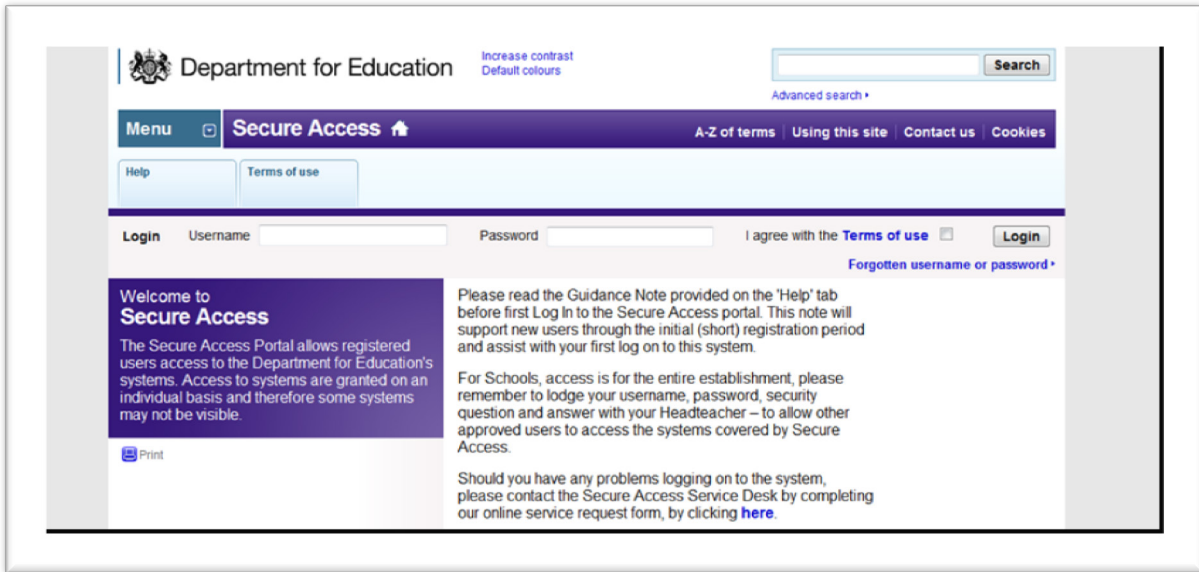 Department for Education
Increase contrast
Default colours
Search
Advanced search
Menu
Secure Access
A-Z of terms
Using this site
Contact us
Cookies
Help
Terms of use
Login
Username
Password
I agree with the Terms of use
Login
Forgotten username or password
Welcome to
Secure Access
The Secure Access Portal allows registered
users access to the Department for Education's
systems. Access to systems are granted on an
individual basis and therefore some systems
may not be visible.
Print
Please read the Guidance Note provided on the 'Help' tab
before first Log In to the Secure Access portal. This note will
support new users through the initial (short) registration period
and assist with your first log on to this system.
For Schools, access is for the entire establishment, please
remember to lodge your username, password, security
question and answer with your Headteacher – to allow other
approved users to access the systems covered by Secure
Access.
Should you have any problems logging on to the system,
please contact the Secure Access Service Desk by completing
our online service request form, by clicking here.